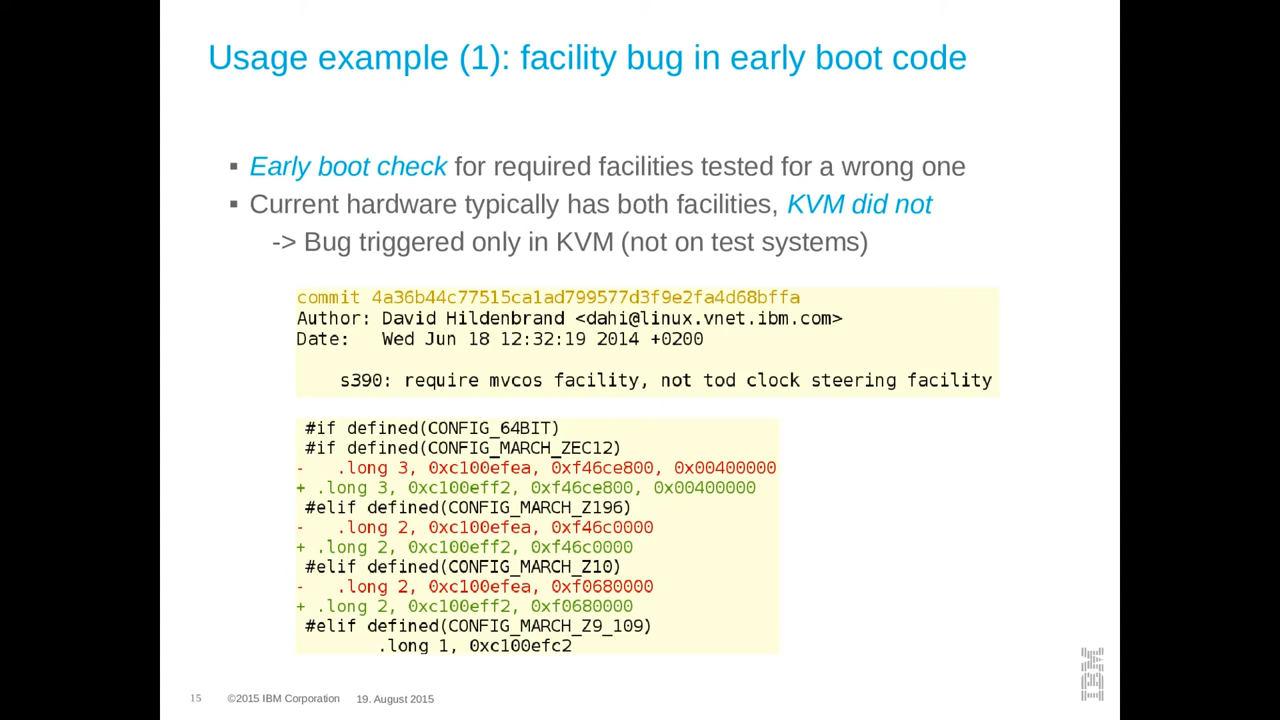 Usage example (1): facility bug in early boot code
▪ Early boot check for required facilities tested for a wrong one
▪ Current hardware typically has both facilities, KVM did not
-> Bug triggered only in KVM (not on test systems)
commit 4a36b44c77515ca1ad799577d3f9e2fa4d68bffa
Author: David Hildenbrand <dahi@linux.vnet.ibm.com>
Date:   Wed Jun 18 12:32:19 2014 +0200
s390: require mvcos facility, not tod clock steering facility
#if defined(CONFIG_64BIT)
#if defined(CONFIG_MARCH_ZEC12)
-   .long 3, 0xc100efea, 0xf46ce800, 0x00400000
+ .long 3, 0xc100eff2, 0xf46ce800, 0x00400000
#elif defined(CONFIG_MARCH_Z196)
-   .long 2, 0xc100efea, 0xf46c0000
+ .long 2, 0xc100eff2, 0xf46c0000
#elif defined(CONFIG_MARCH_Z10)
-   .long 2, 0xc100efea, 0xf0680000
+ .long 2, 0xc100eff2, 0xf0680000
#elif defined(CONFIG_MARCH_Z9_109)
.long 1, 0xc100efc2
15 ©2015 IBM Corporation 19. August 2015
IBM